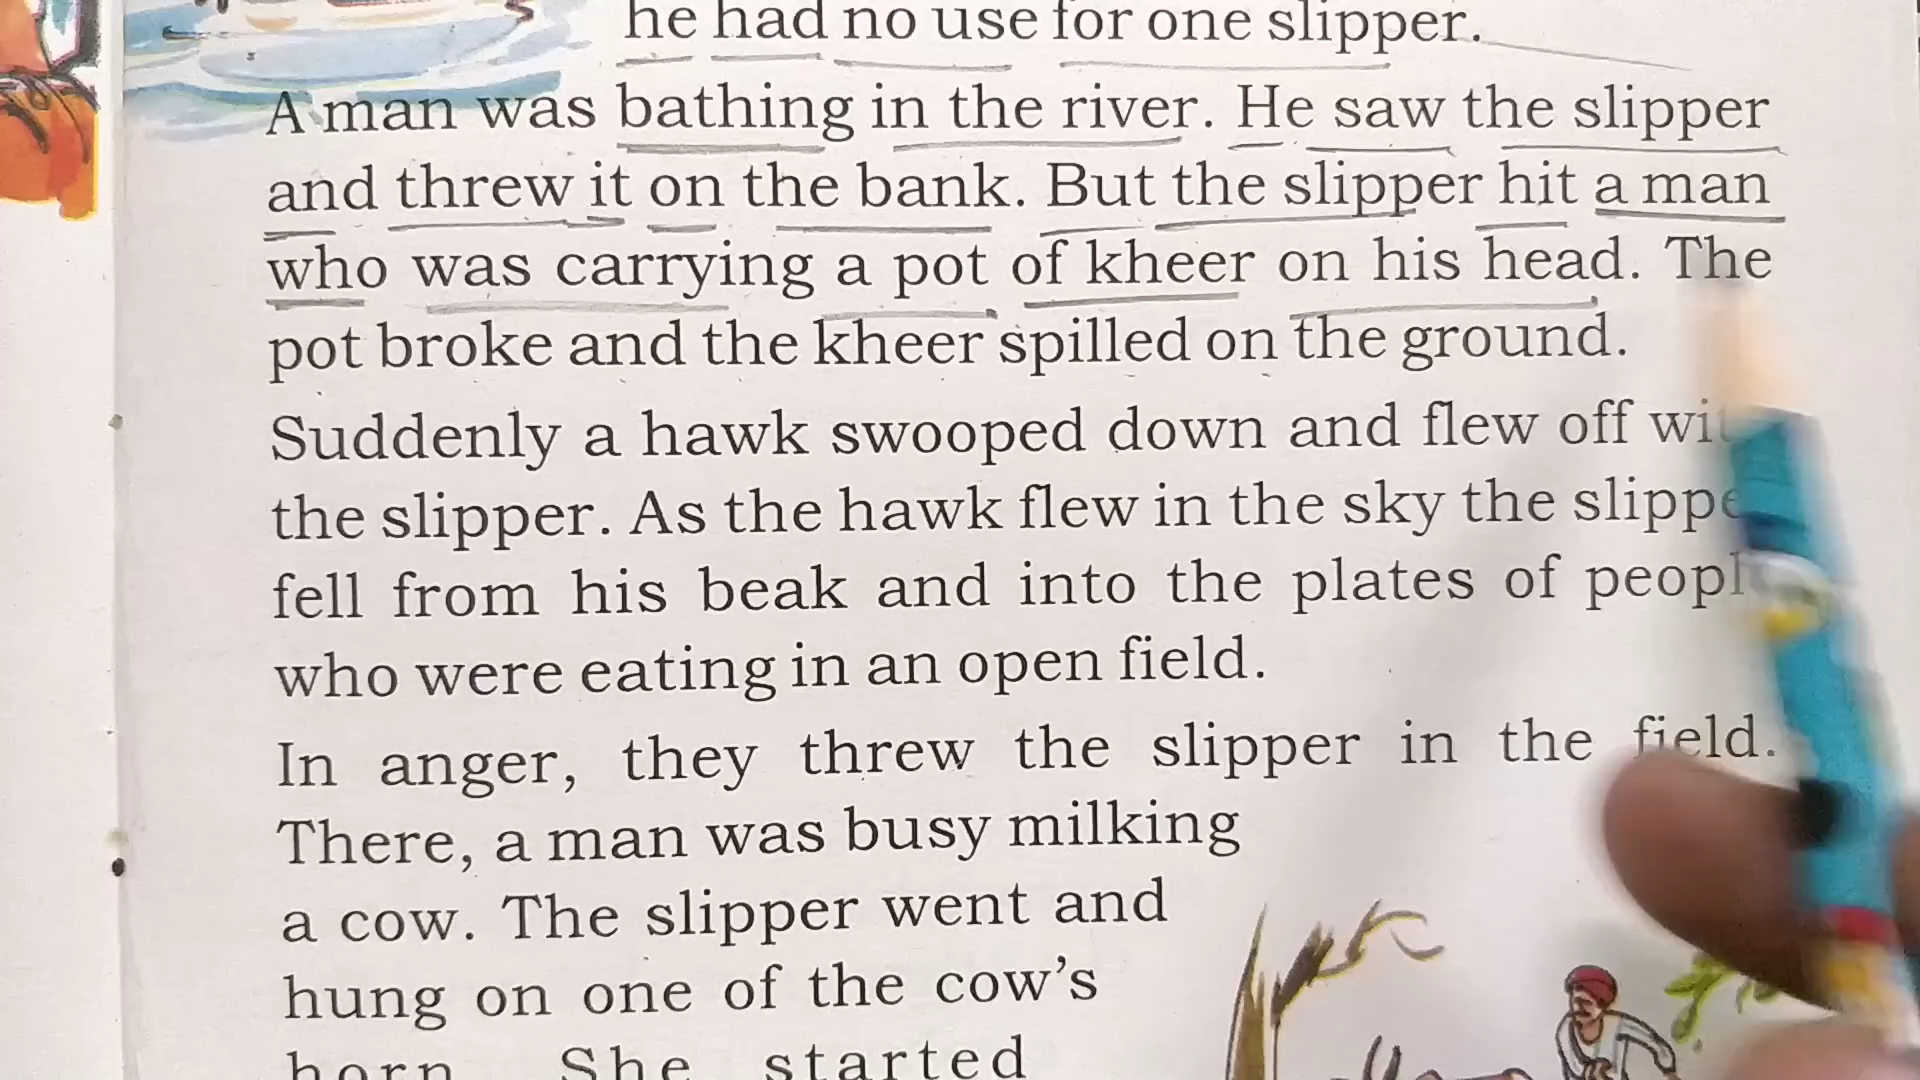 he had no use for one slipper.
A man was bathing in the river. He saw the slipper
and threw it on the bank. But the slipper hit a man
who was carrying a pot of kheer on his head. The
pot broke and the kheer spilled on the ground.
Suddenly a hawk swooped down and flew off
the slipper. As the hawk flew in the sky the
fell from his beak and into the plates of
who were eating in an open field.
In anger, they threw the slipper in the field.
There, a man was busy milking
a cow. The slipper went and
hung on one of the cow's
horn. She started